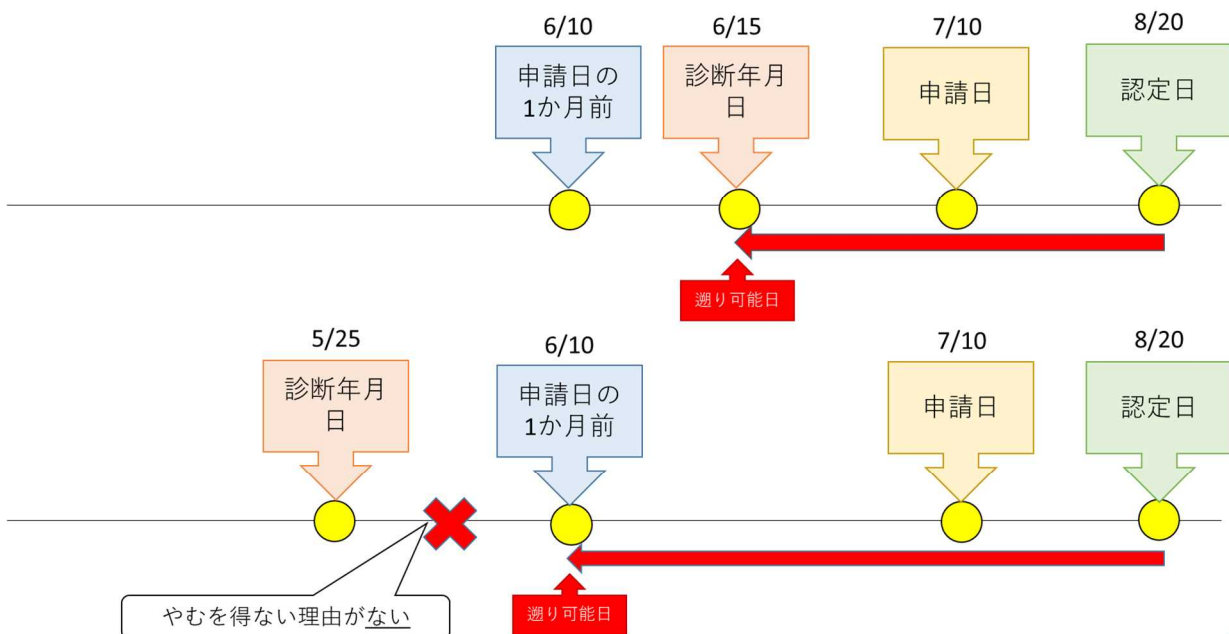 6/10
申請日の
1か月前
6/15
診断年月
日
7/10
申請日
8/20
認定日
遡り可能日
5/25
診断年月
日
6/10
申請日の
1か月前
7/10
申請日
8/20
認定日
やむを得ない理由がない
遡り可能日